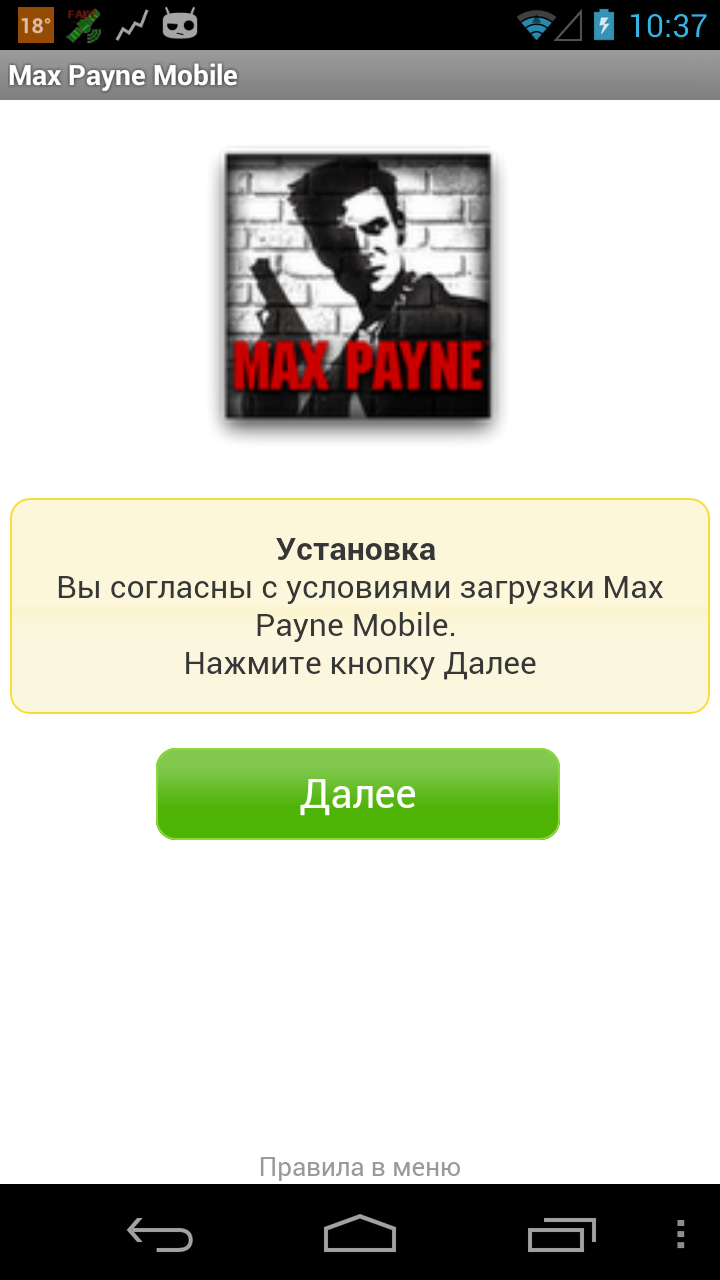 18°
FAKE
10:37
Max Payne Mobile
MAX PAYNE
Установка
Вы согласны с условиями загрузки Max
Payne Mobile.
Нажмите кнопку Далее
Далее
Правила в меню